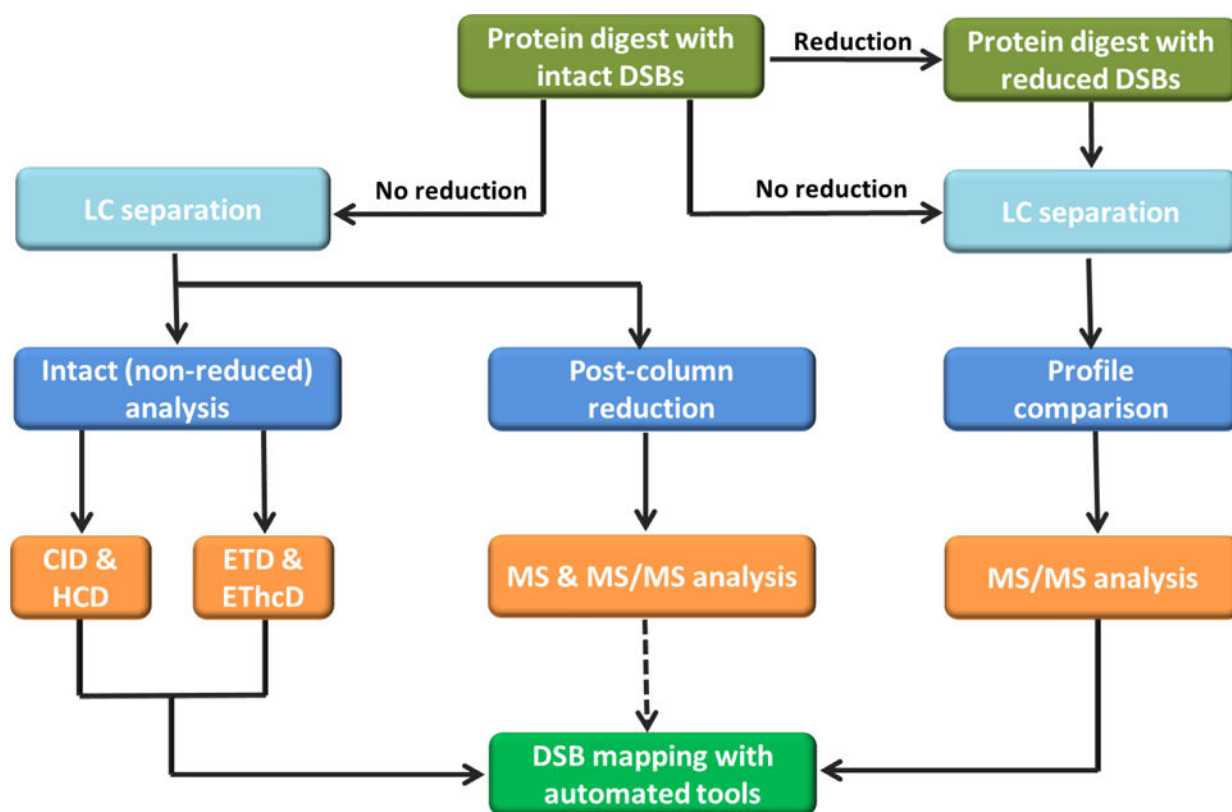 Protein digest with
intact DSBs
Reduction
Protein digest with
reduced DSBs
No reduction
No reduction
LC separation
LC separation
Intact (non-reduced)
analysis
Post-column
reduction
Profile
comparison
CID &
HCD
ETD &
EThcD
MS & MS/MS analysis
MS/MS analysis
DSB mapping with
automated tools